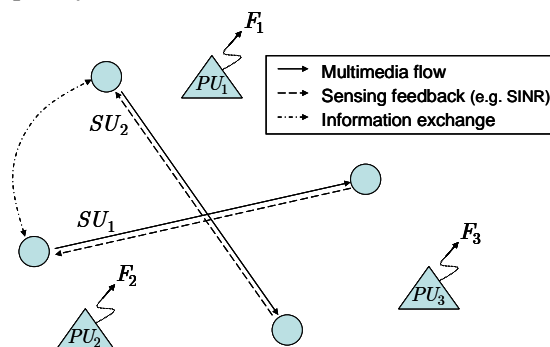 F₁
PU₁
Multimedia flow
Sensing feedback (e.g. SINR)
Information exchange
SU₂
SU₁
F₃
F₂
PU₃
PU₂